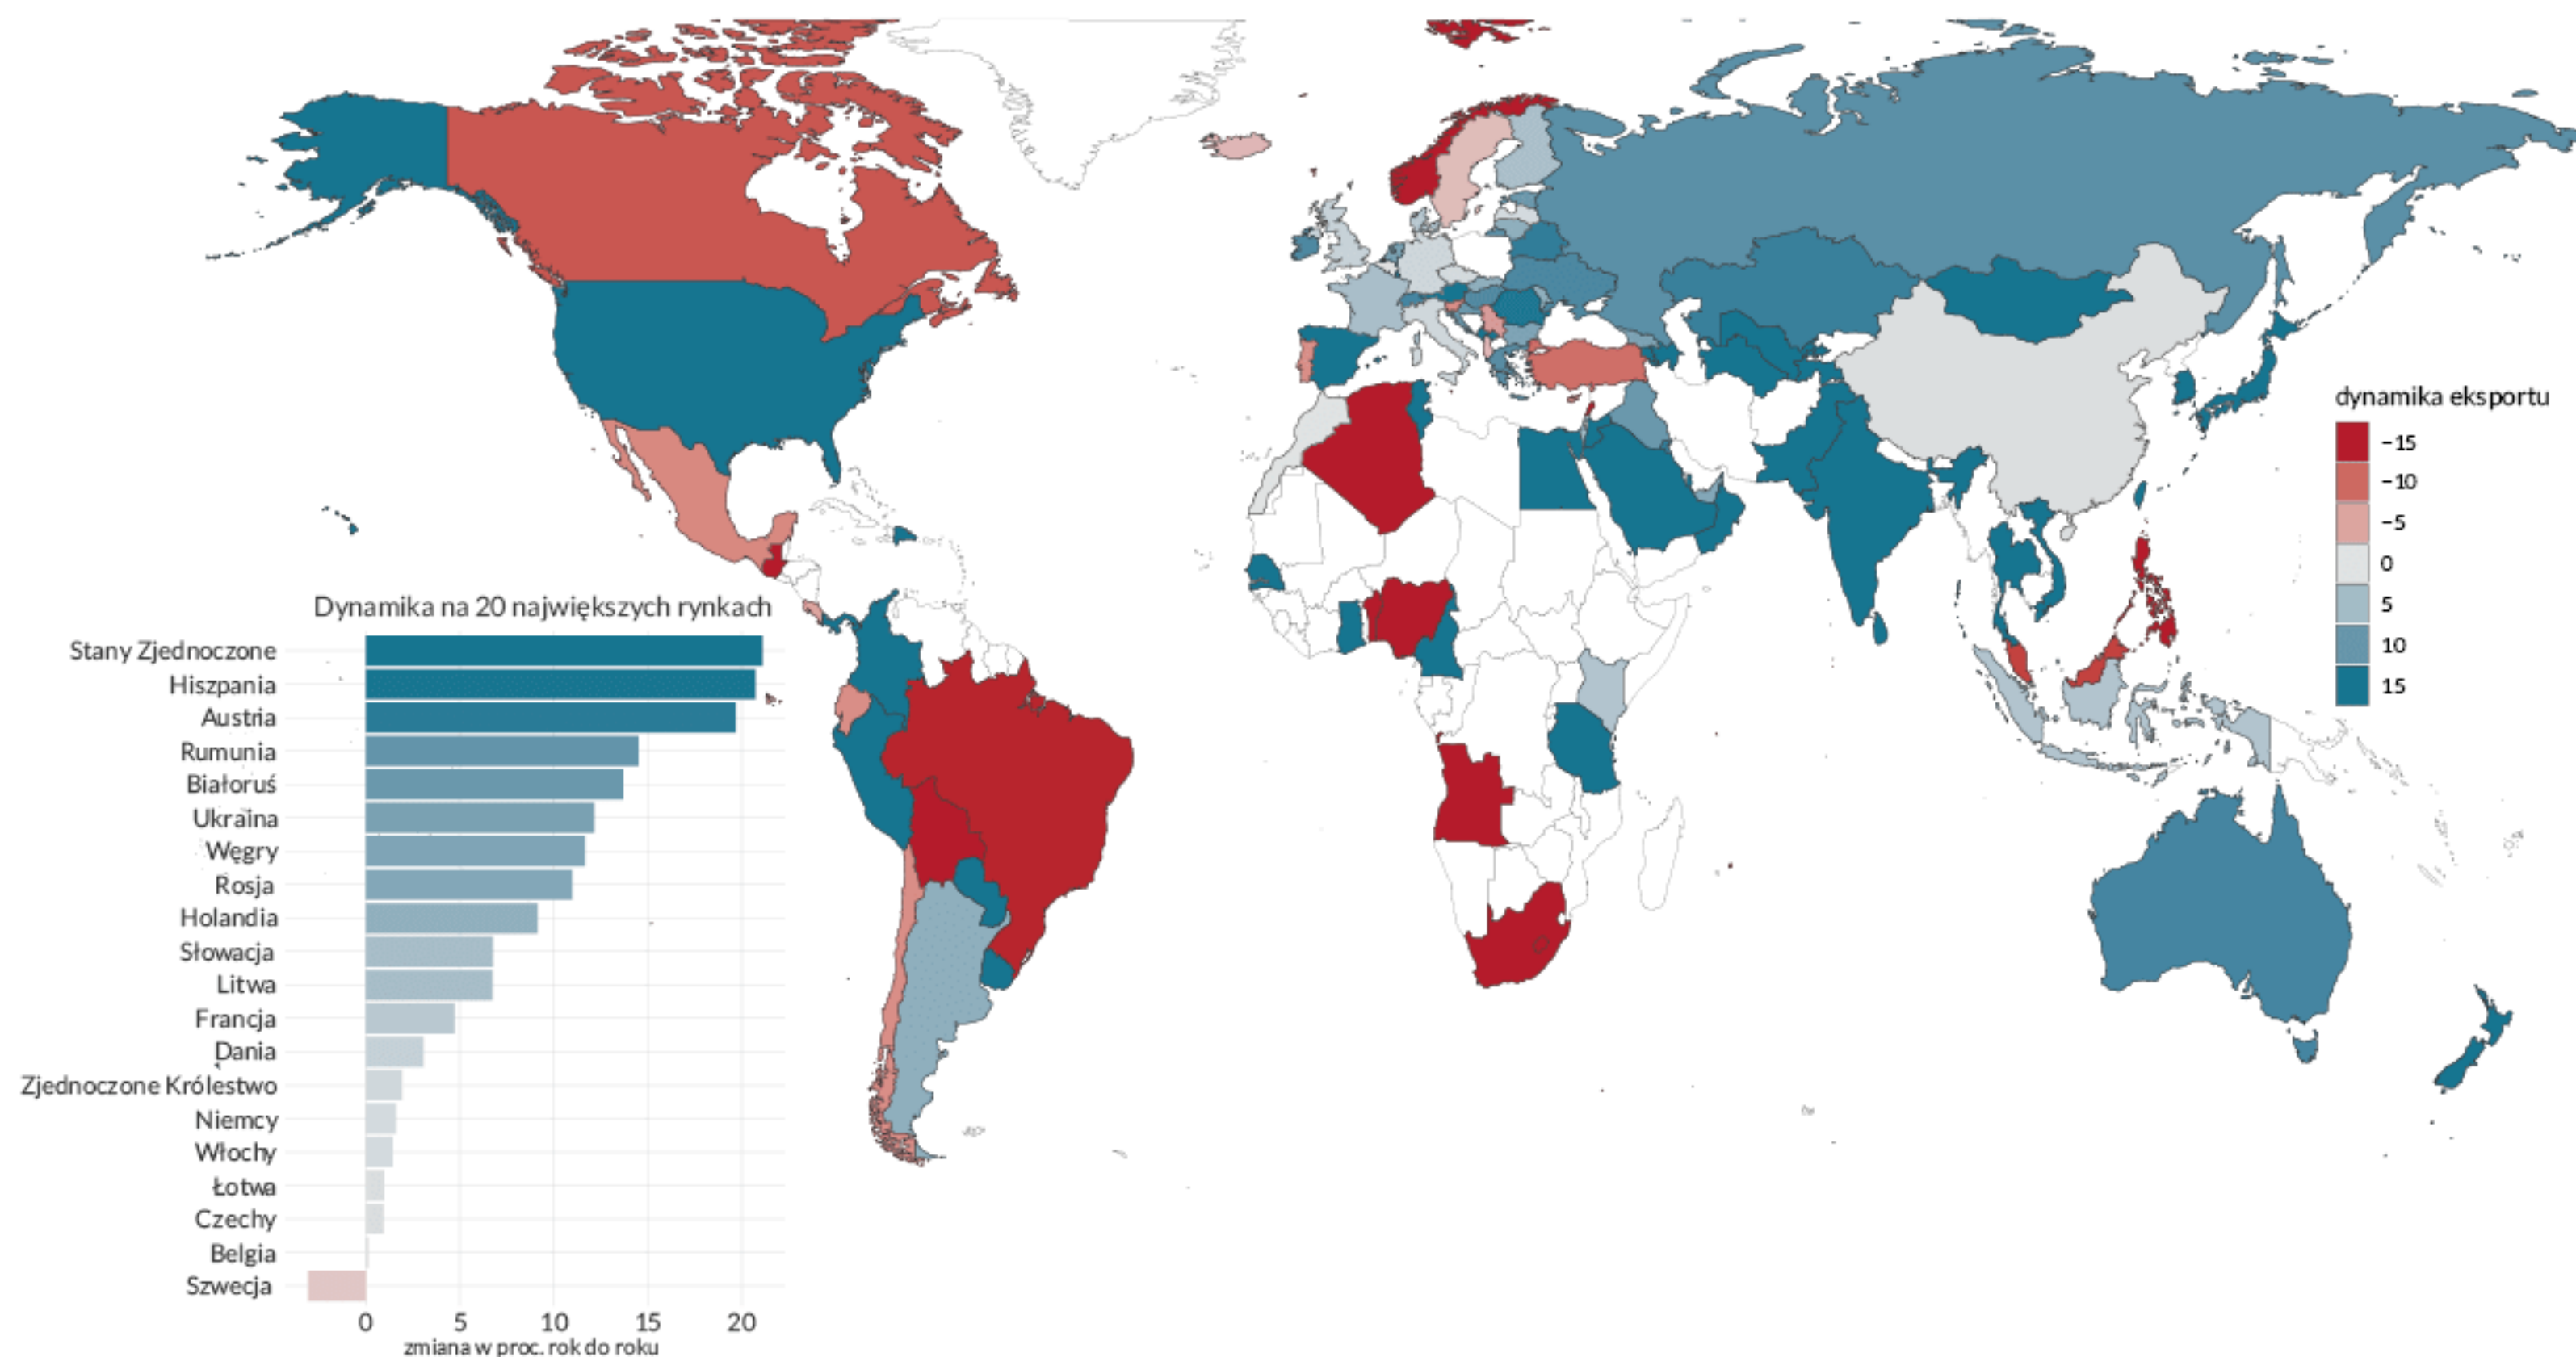 dynamika eksportu
−15
−10
−5
0
5
10
15
Dynamika na 20 największych rynkach
Stany Zjednoczone
Hiszpania
Austria
Rumunia
Białoruś
Ukraina
Węgry
Rosja
Holandia
Słowacja
Litwa
Francja
Dania
Zjednoczone Królestwo
Niemcy
Włochy
Łotwa
Czechy
Belgia
Szwecja
0 5 10 15 20
zmiana w proc. rok do roku